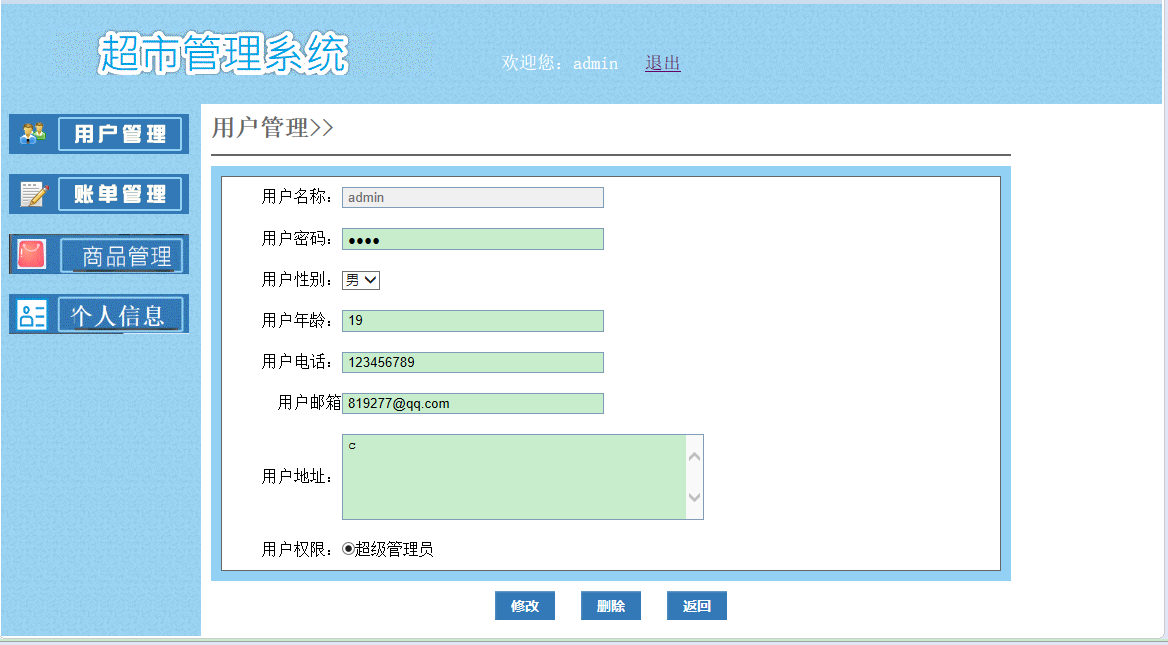 超市管理系统
欢迎您：admin 退出
用户管理
账单管理
商品管理
个人信息
用户管理>>
用户名称：admin
用户密码：●●●●
用户性别：男
用户年龄：19
用户电话：123456789
用户邮箱 819277@qq.com
用户地址：c
用户权限：超级管理员
修改 删除 返回